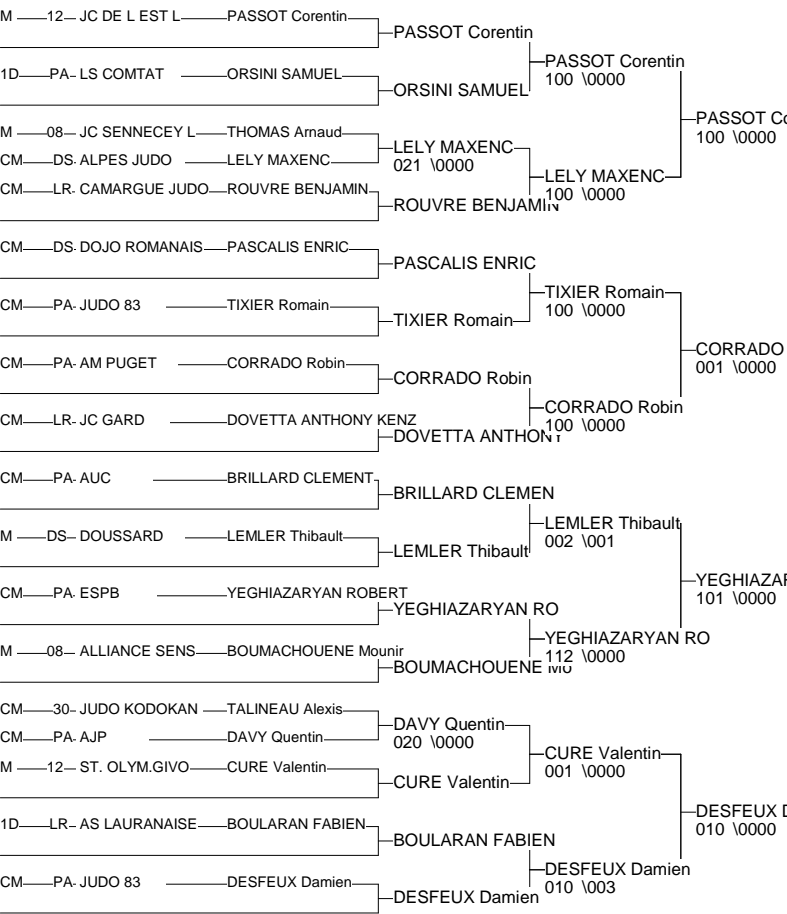 M 12 JC DE L EST L PASSOT Corentin
PASSOT Corentin
PASSOT Corentin
100 \0000
1D PA LS COMTAT ORSINI SAMUEL
ORSINI SAMUEL
PASSOT Co
100 \0000
M 08 JC SENNECEY L THOMAS Arnaud
LELY MAXENC
021 \0000
CM DS ALPES JUDO LELY MAXENC
LELY MAXENC
100 \0000
CM LR CAMARGUE JUDO ROUVRE BENJAMIN
ROUVRE BENJAMIN
CM DS DOJO ROMANAIS PASCALIS ENRIC
PASCALIS ENRIC
TIXIER Romain
100 \0000
CM PA JUDO 83 TIXIER Romain
TIXIER Romain
CORRADO
001 \0000
CM PA AM PUGET CORRADO Robin
CORRADO Robin
CORRADO Robin
100 \0000
CM LR JC GARD DOVETTA ANTHONY KENZ
DOVETTA ANTHONY
CM PA AUC BRILLARD CLEMENT
BRILLARD CLEMEN
LEMLER Thibault
002 \001
M DS DOUSSARD LEMLER Thibault
LEMLER Thibault
YEGHIAZAR
101 \0000
CM PA ESPB YEGHIAZARYAN ROBERT
YEGHIAZARYAN RO
YEGHIAZARYAN RO
112 \0000
M 08 ALLIANCE SENS BOUMACHOUENE Mounir
BOUMACHOUENE MO
CM 30 JUDO KODOKAN TALINEAU Alexis
DAVY Quentin
020 \0000
CM PA AJP DAVY Quentin
CURE Valentin
001 \0000
M 12 ST. OLYM.GIVO CURE Valentin
CURE Valentin
DESFEUX D
010 \0000
1D LR AS LAURANAISE BOULARAN FABIEN
BOULARAN FABIEN
DESFEUX Damien
010 \003
CM PA JUDO 83 DESFEUX Damien
DESFEUX Damien